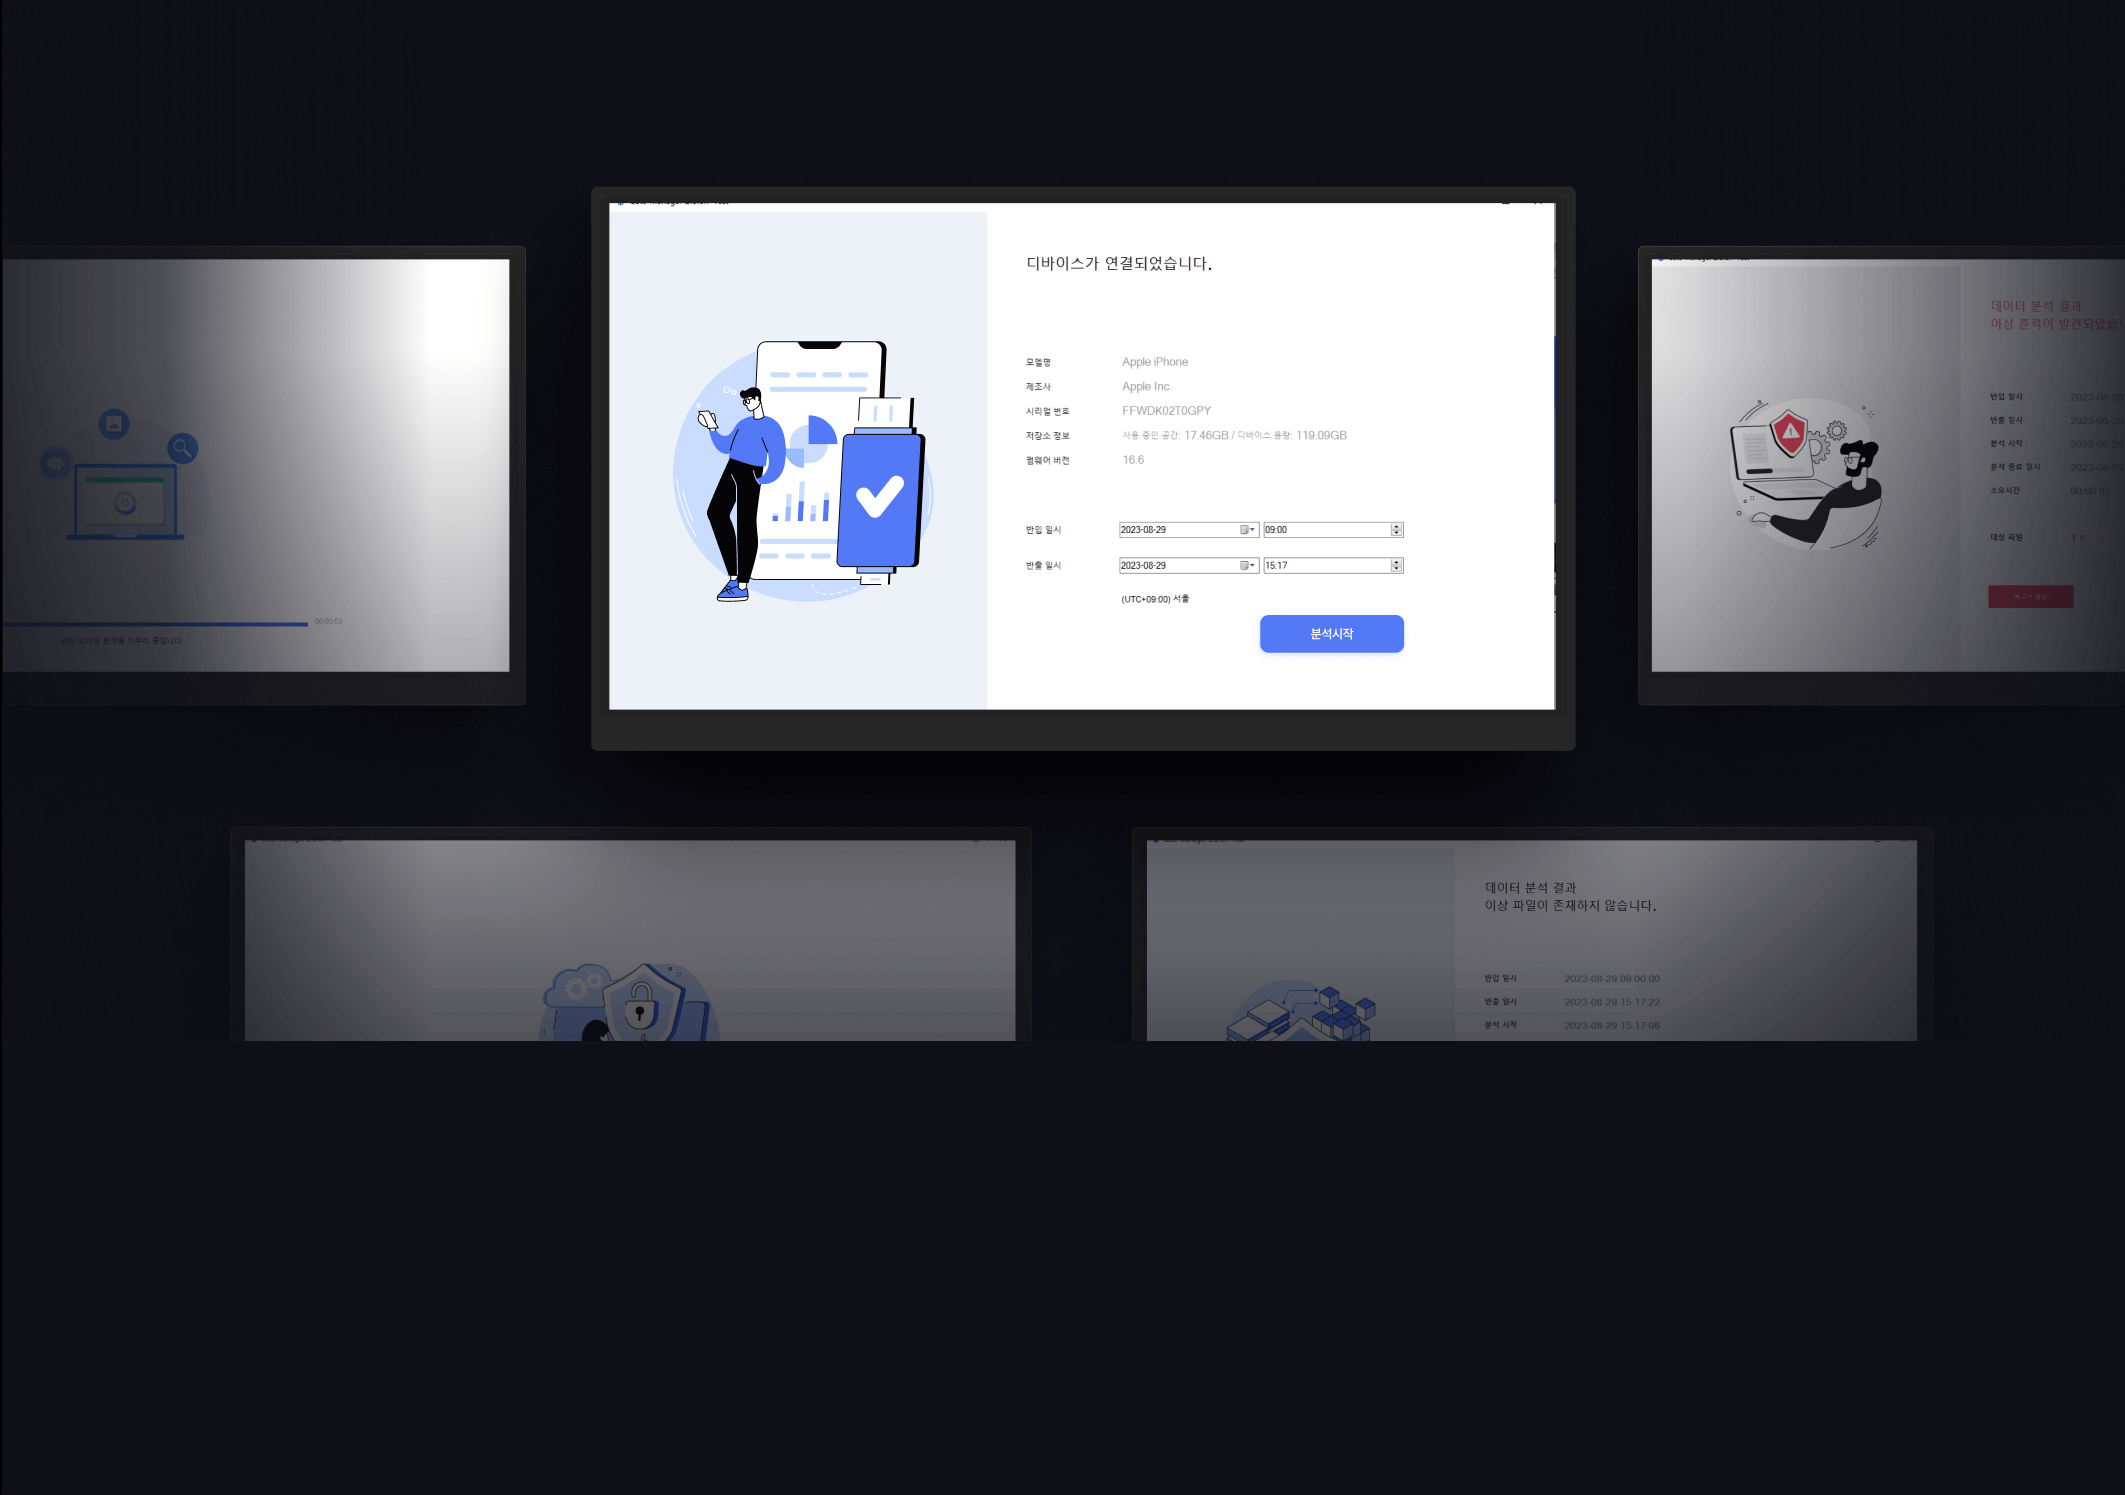 디바이스가 연결되었습니다.
모델명 Apple iPhone
제조사 Apple Inc.
시리얼 번호 FFWDK02T0GPY
저장소 정보 사용 중인 공간: 17.46GB / 디바이스 용량: 119.09GB
펌웨어 버전 16.6
반입 일시 2023-08-29 09:00
반출 일시 2023-08-29 15:17
(UTC+09:00) 서울
분석시작
00:00:03
iOS 모바일 분석을 마무리 중입니다
데이터 분석 결과
이상 흔적이 발견되었습니
반입 일시 2023-08-29
반출 일시 2023-08-29
분석 시작 2023-08-29
분석 종료 일시 2023-08-29
소요시간 00:00:02
대상 파일 1 건
데이터 분석 결과
이상 파일이 존재하지 않습니다.
반입 일시 2023-08-29 09:00:00
반출 일시 2023-08-29 15:17:22
분석 시작 2023-08-29 15:17:06